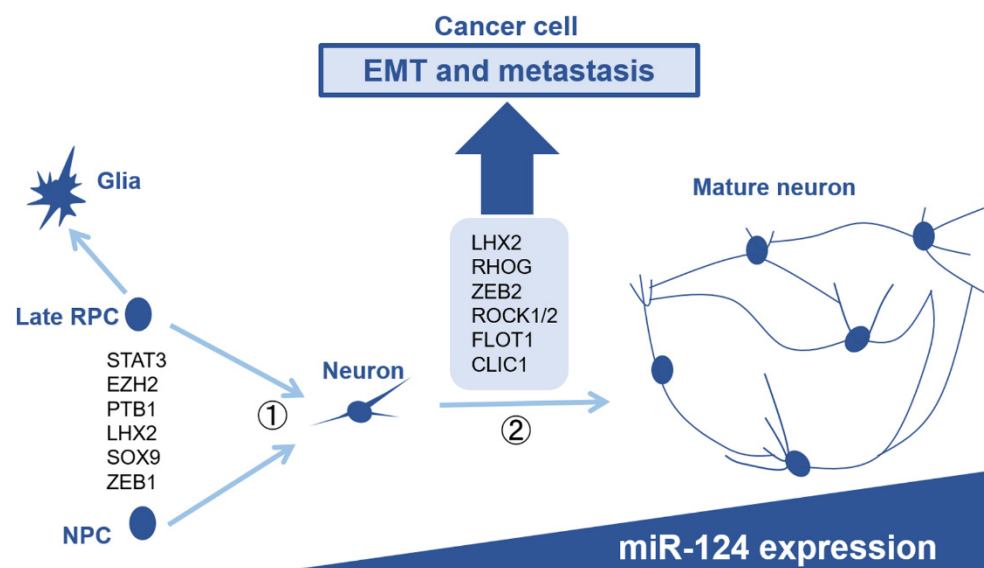 Cancer cell
EMT and metastasis
Glia
Mature neuron
LHX2
RHOG
ZEB2
ROCK1/2
FLOT1
CLIC1
Late RPC
STAT3
EZH2
PTB1
LHX2
SOX9
ZEB1
Neuron
①
②
NPC
miR-124 expression